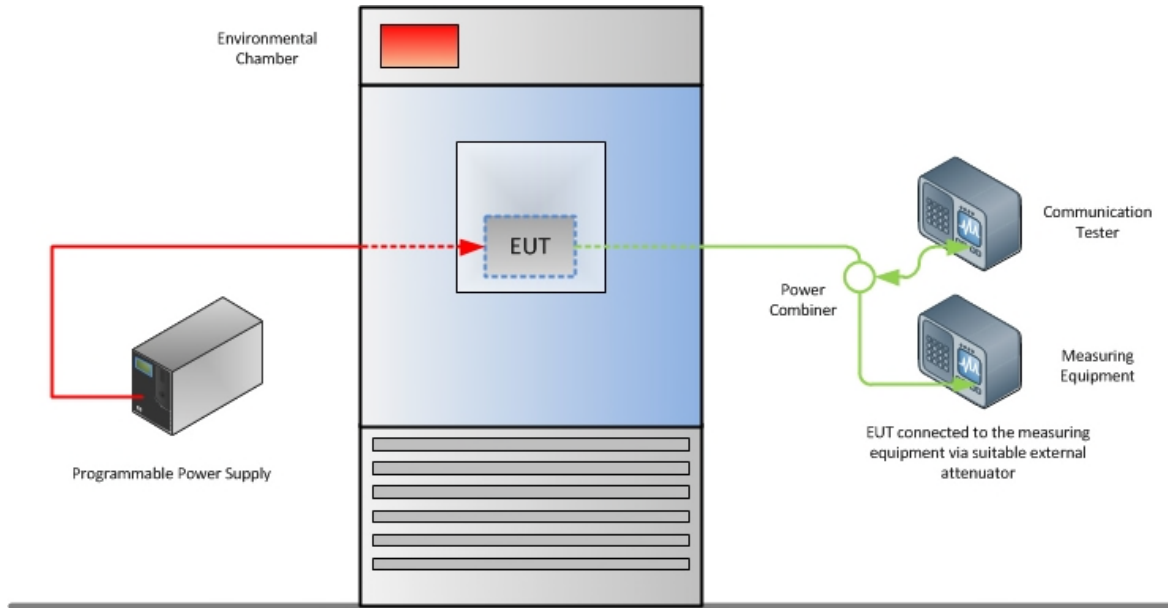 Environmental
Chamber
EUT
Communication
Tester
Power
Combiner
Measuring
Equipment
EUT connected to the measuring
equipment via suitable external
attenuator
Programmable Power Supply